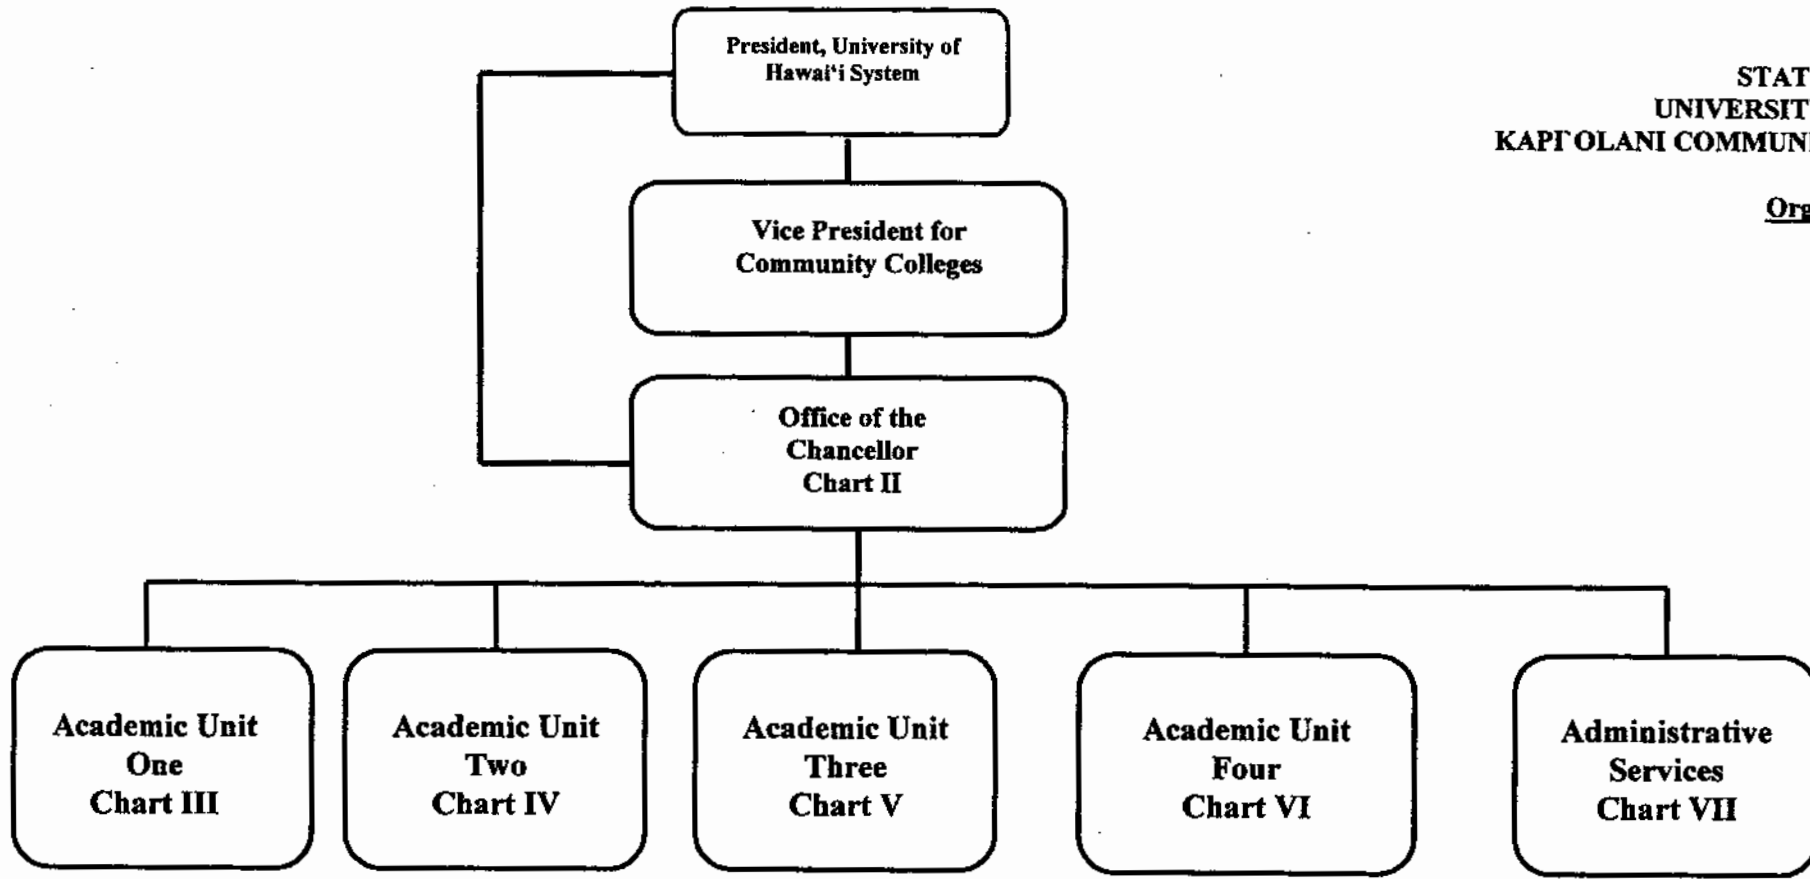 President, University of
Hawai‘i System
STAT
UNIVERSIT
KAPI`OLANI COMMUN
Org
Vice President for
Community Colleges
Office of the
Chancellor
Chart II
Academic Unit
One
Chart III
Academic Unit
Two
Chart IV
Academic Unit
Three
Chart V
Academic Unit
Four
Chart VI
Administrative
Services
Chart VII